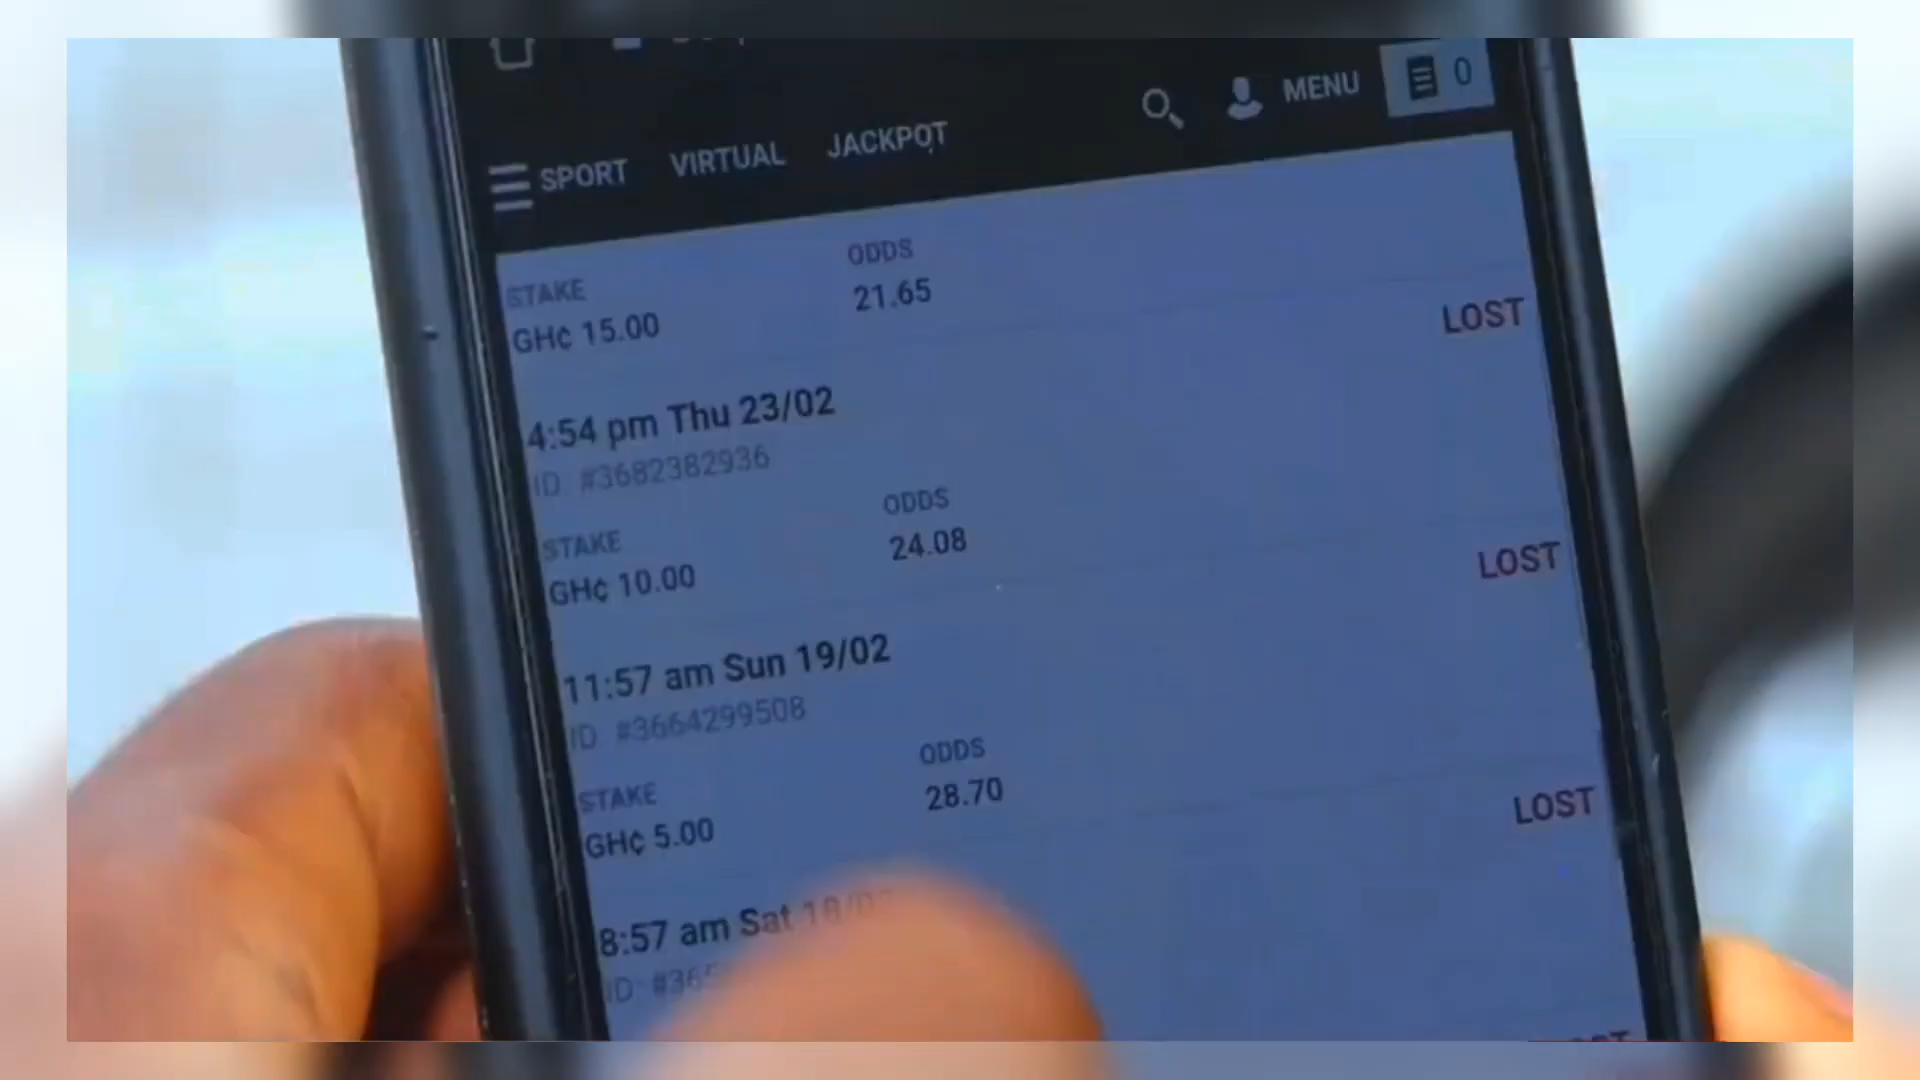 SPORT VIRTUAL JACKPOT MENU 0
STAKE ODDS
GH¢ 15.00 21.65
LOST
4:54 pm Thu 23/02
ID: #3682382936
STAKE ODDS
GH¢ 10.00 24.08
LOST
11:57 am Sun 19/02
ID: #3664299508
STAKE ODDS
GH¢ 5.00 28.70
LOST
8:57 am Sat
ID: #365